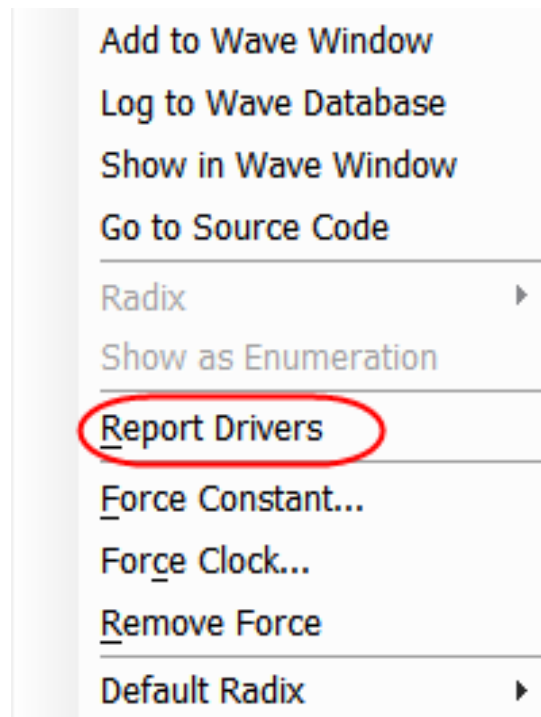 Add to Wave Window
Log to Wave Database
Show in Wave Window
Go to Source Code
Radix
Show as Enumeration
Report Drivers
Force Constant...
Force Clock...
Remove Force
Default Radix